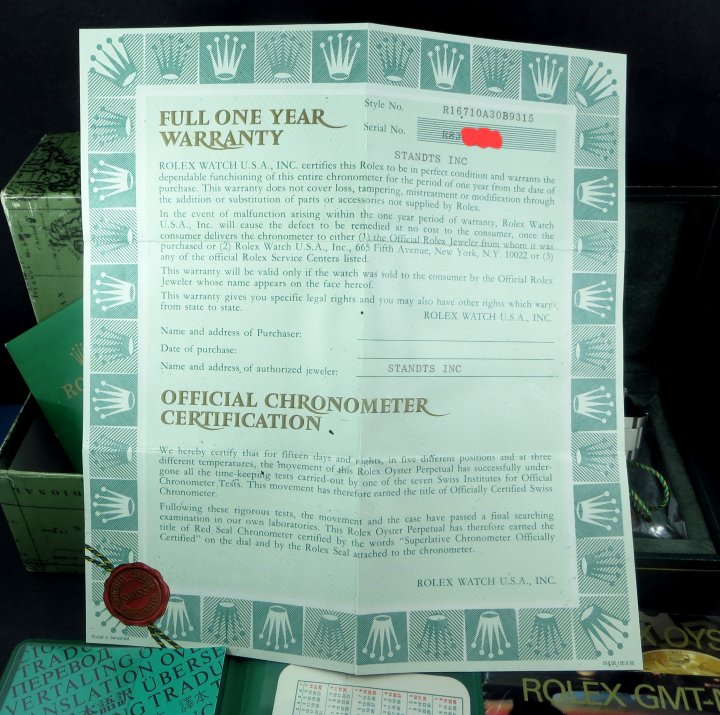 FULL ONE YEAR
WARRANTY
Style No. R16710A30B9315
Serial No. R82
STANDTS INC
ROLEX WATCH U.S.A., INC. certifies this Rolex to be in perfect condition and warrants the
dependable functioning of this entire chronometer for the period of one year from the date of
purchase. This warranty does not cover loss, tampering, mistreatment or modification through
the addition or substitution of parts or accessories not supplied by Rolex.
In the event of malfunction arising within the one year period of warranty, Rolex Watch
U.S.A., Inc. will cause the defect to be remedied at no cost to the consumer, once the
consumer delivers the chronometer to either (1) the Official Rolex Jeweler from whom it was
purchased or (2) Rolex Watch U.S.A., Inc., 665 Fifth Avenue, New York, N.Y. 10022 or (3)
any of the official Rolex Service Centers listed.
This warranty will be valid only if the watch was sold to the consumer by the Official Rolex
Jeweler whose name appears on the face hereof.
This warranty gives you specific legal rights and you may also have other rights which vary
from state to state.
ROLEX WATCH U.S.A., INC.
Name and address of Purchaser:
Date of purchase:
Name and address of authorized jeweler: STANDTS INC
OFFICIAL CHRONOMETER
CERTIFICATION
We hereby certify that for fifteen days and nights, in five different positions and at three
different temperatures, the movement of this Rolex Oyster Perpetual has successfully under-
gone all the time-keeping tests carried-out by one of the seven Swiss Institutes for Official
Chronometer Tests. This movement has therefore earned the title of Officially Certified Swiss
Chronometer.
Following these rigorous tests, the movement and the case have passed a final searching
examination in our own laboratories. This Rolex Oyster Perpetual has therefore earned the
title of Red Seal Chronometer certified by the words "Superlative Chronometer Officially
Certified" on the dial and by the Rolex Seal attached to the chronometer.
ROLEX WATCH U.S.A., INC.
Printed in Switzerland
RO
TRADU
ПЕРЕВОД
VERTALING
ÜBERSE
TRADU
ROLEX GMT-